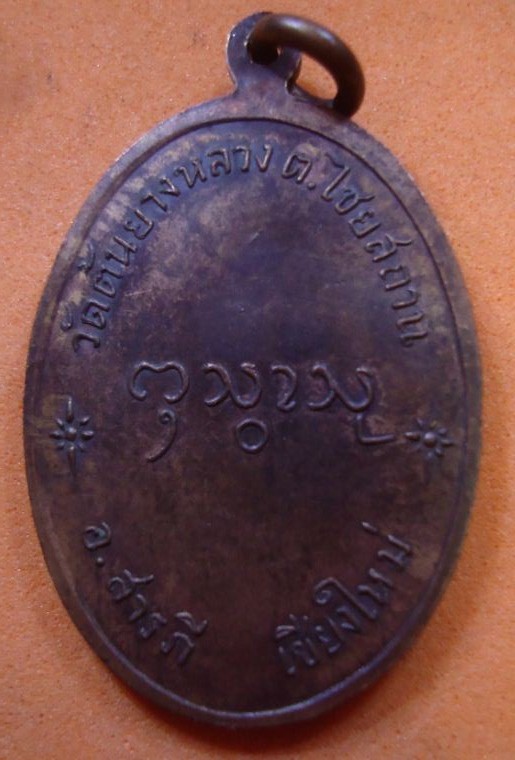 วัดต้นยางหลวง ต.ไชยสถาน
อ.สารภี เชียงใหม่